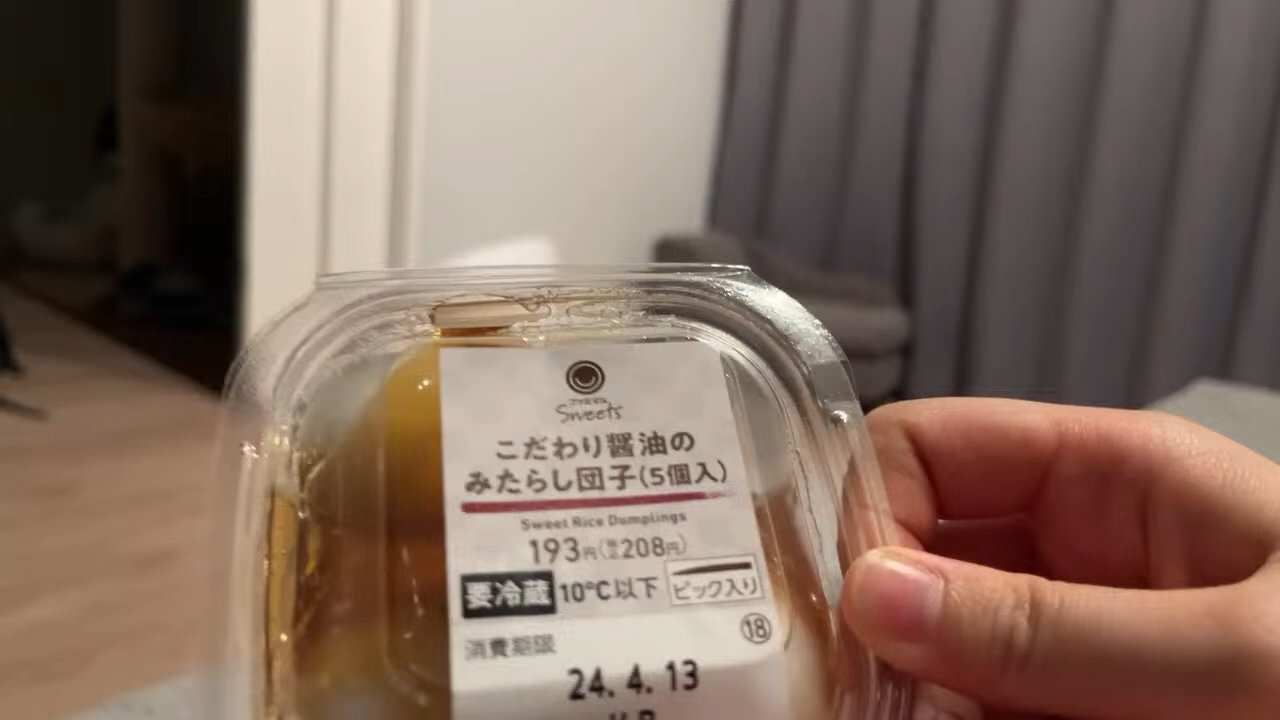 Sweets
こだわり醤油の
みたらし団子(5個入)
Sweet Rice Dumplings
193円(税込208円)
要冷蔵 10℃以下 ピック入り
⑱
消費期限
24. 4. 13